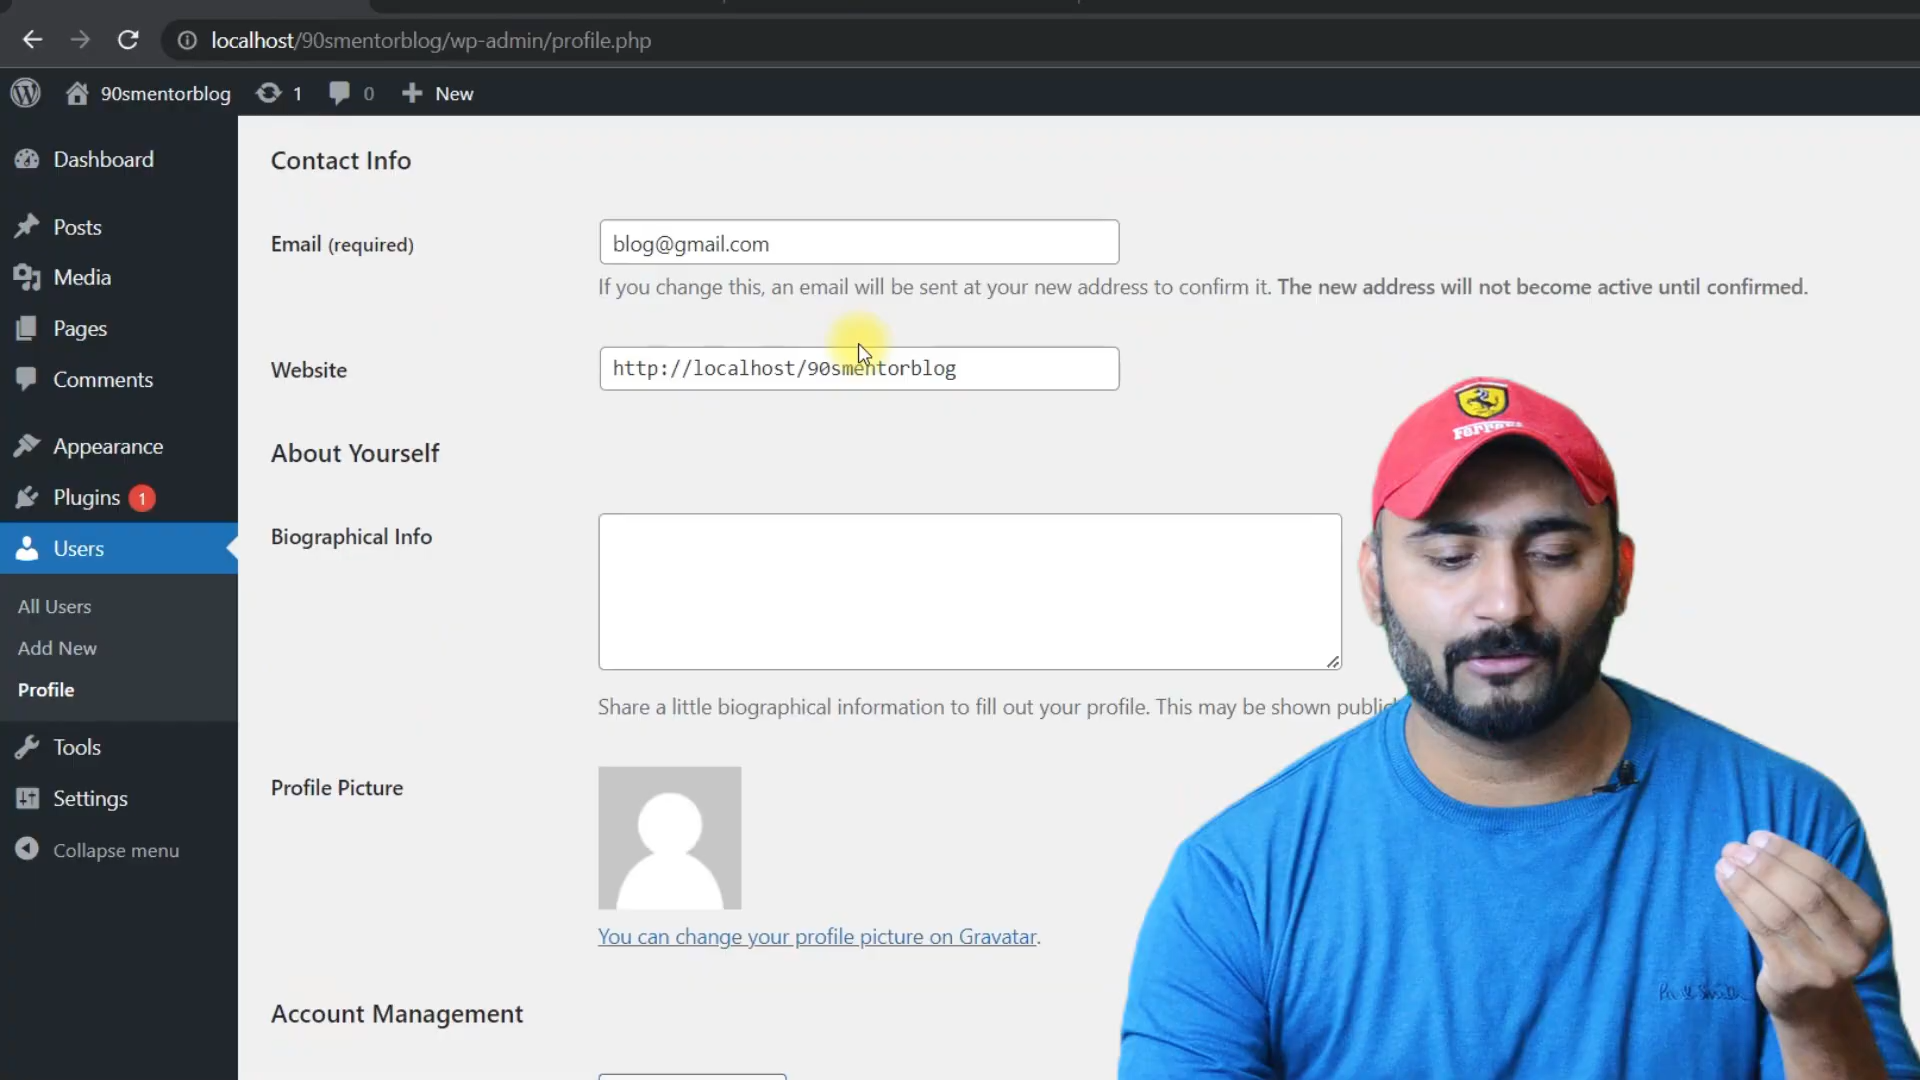 localhost/90smentorblog/wp-admin/profile.php
90smentorblog 1 0 New
Dashboard
Posts
Media
Pages
Comments
Appearance
Plugins 1
Users
All Users
Add New
Profile
Tools
Settings
Collapse menu
Contact Info
Email (required)
blog@gmail.com
If you change this, an email will be sent at your new address to confirm it. The new address will not become active until confirmed.
Website
http://localhost/90smentorblog
About Yourself
Biographical Info
Share a little biographical information to fill out your profile. This may be shown
Profile Picture
You can change your profile picture on Gravatar.
Account Management
Ferrari
Paul Smith